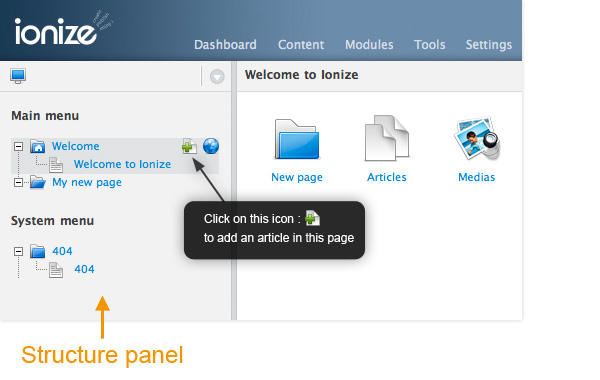 ionize
Dashboard Content Modules Tools Settings
Welcome to Ionize
Main menu
Welcome
Welcome to Ionize
My new page
System menu
404
404
New page Articles Medias
Click on this icon :
to add an article in this page
Structure panel